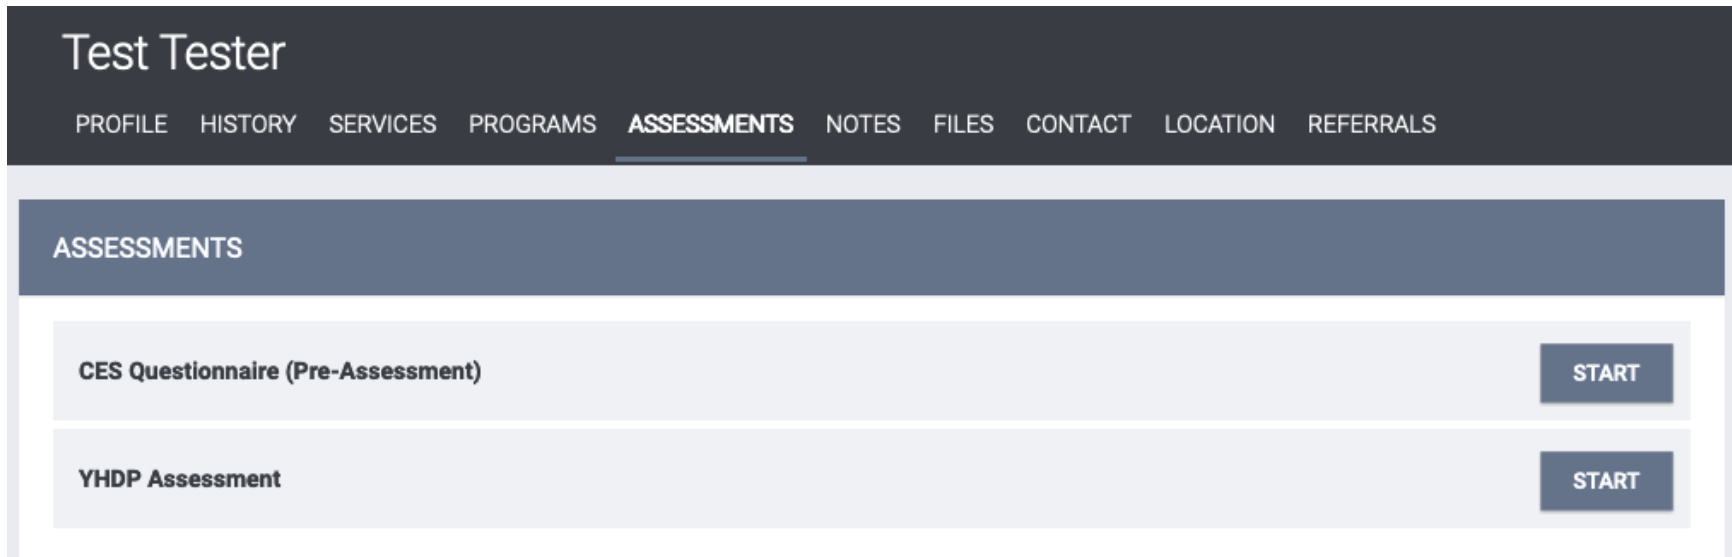 Test Tester
PROFILE HISTORY SERVICES PROGRAMS ASSESSMENTS NOTES FILES CONTACT LOCATION REFERRALS
ASSESSMENTS
CES Questionnaire (Pre-Assessment) START
YHDP Assessment START